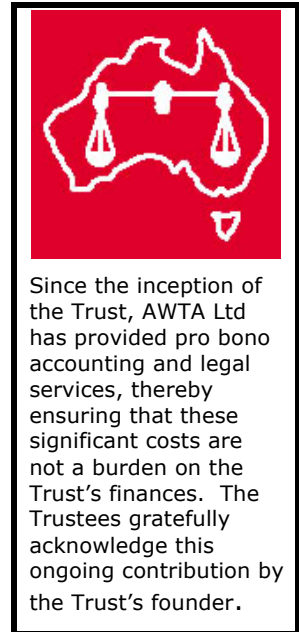 Since the inception of
the Trust, AWTA Ltd
has provided pro bono
accounting and legal
services, thereby
ensuring that these
significant costs are
not a burden on the
Trust's finances.  The
Trustees gratefully
acknowledge this
ongoing contribution by
the Trust's founder.